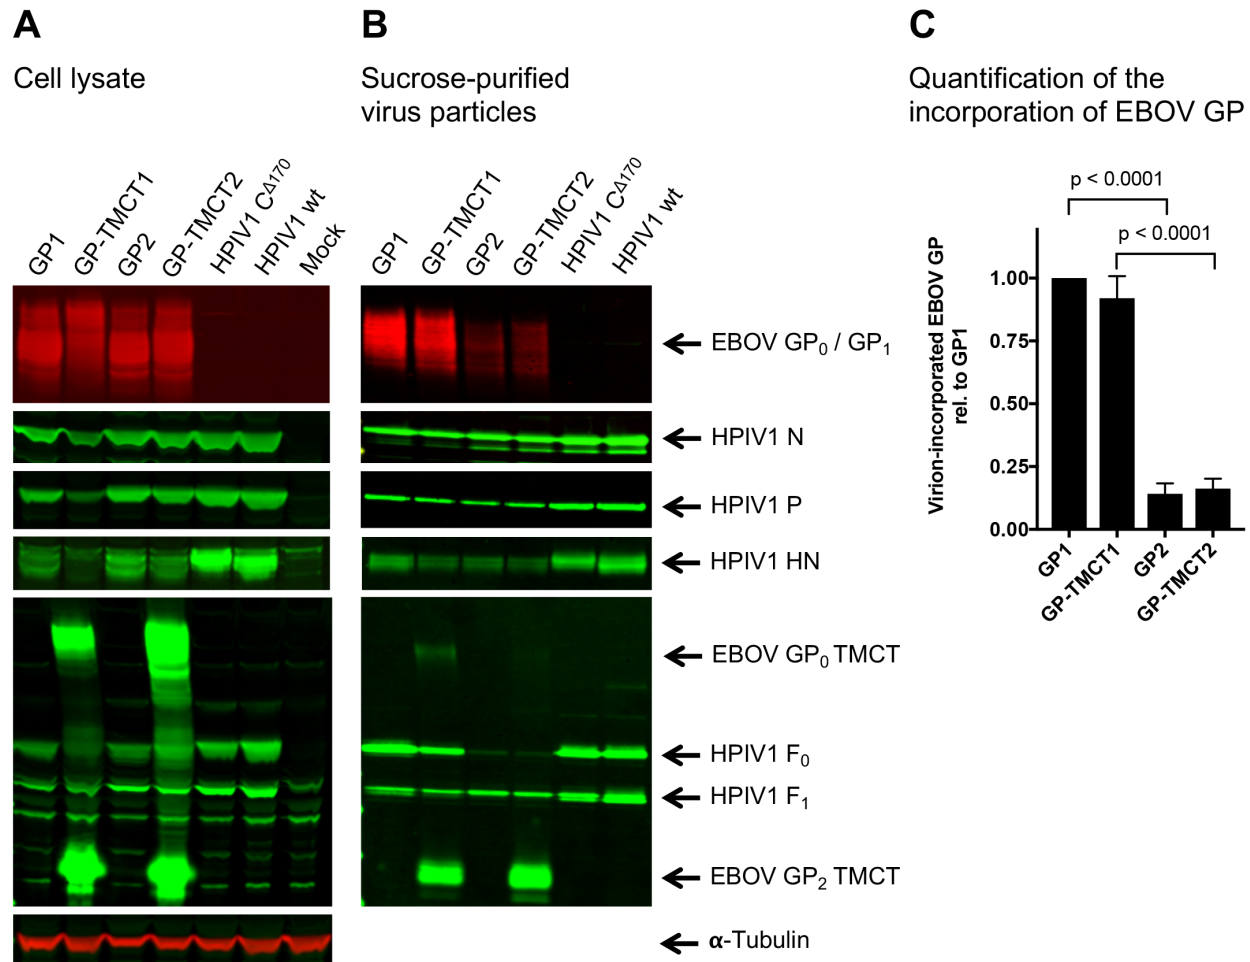 A
Cell lysate
GP1
GP-TMCT1
GP2
GP-TMCT2
HPIV1 C^Δ170
HPIV1 wt
Mock
B
Sucrose-purified
virus particles
GP1
GP-TMCT1
GP2
GP-TMCT2
HPIV1 C^Δ170
HPIV1 wt
EBOV GP₀ / GP₁
HPIV1 N
HPIV1 P
HPIV1 HN
EBOV GP₀ TMCT
HPIV1 F₀
HPIV1 F₁
EBOV GP₂ TMCT
α-Tubulin
C
Quantification of the
incorporation of EBOV GP
p < 0.0001
p < 0.0001
Virion-incorporated EBOV GP
rel. to GP1
1.00
0.75
0.50
0.25
0.00
GP1
GP-TMCT1
GP2
GP-TMCT2